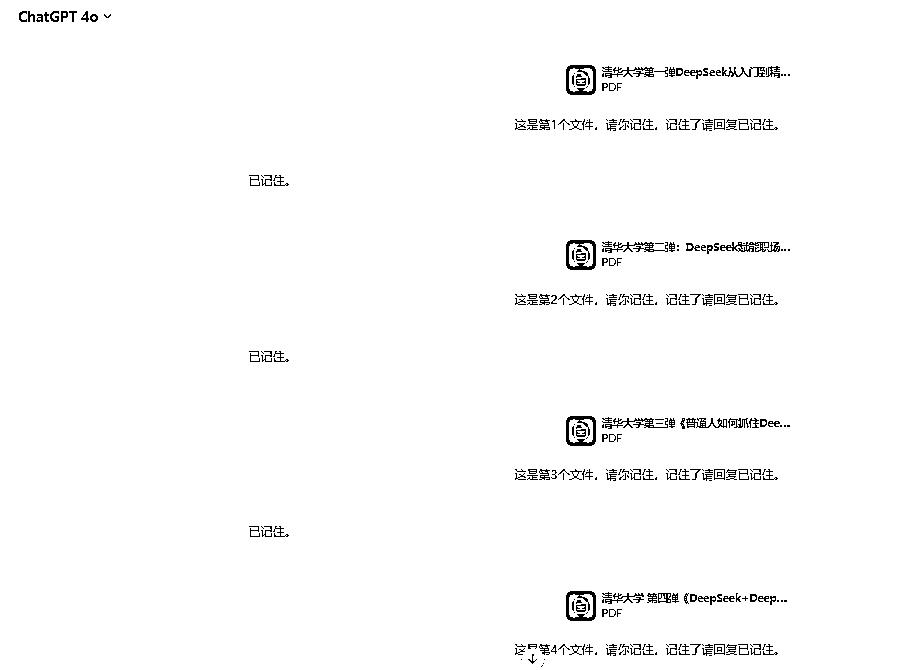 ChatGPT 4o
清华大学第一弹DeepSeek从入门到精...
PDF
这是第1个文件，请你记住，记住了请回复已记住。
已记住。
清华大学第二弹：DeepSeek赋能职场...
PDF
这是第2个文件，请你记住，记住了请回复已记住。
已记住。
清华大学第三弹《普通人如何抓住Dee...
PDF
这是第3个文件，请你记住，记住了请回复已记住。
已记住。
清华大学 第四弹《DeepSeek+Deep...
PDF
这是第4个文件，请你记住，记住了请回复已记住。